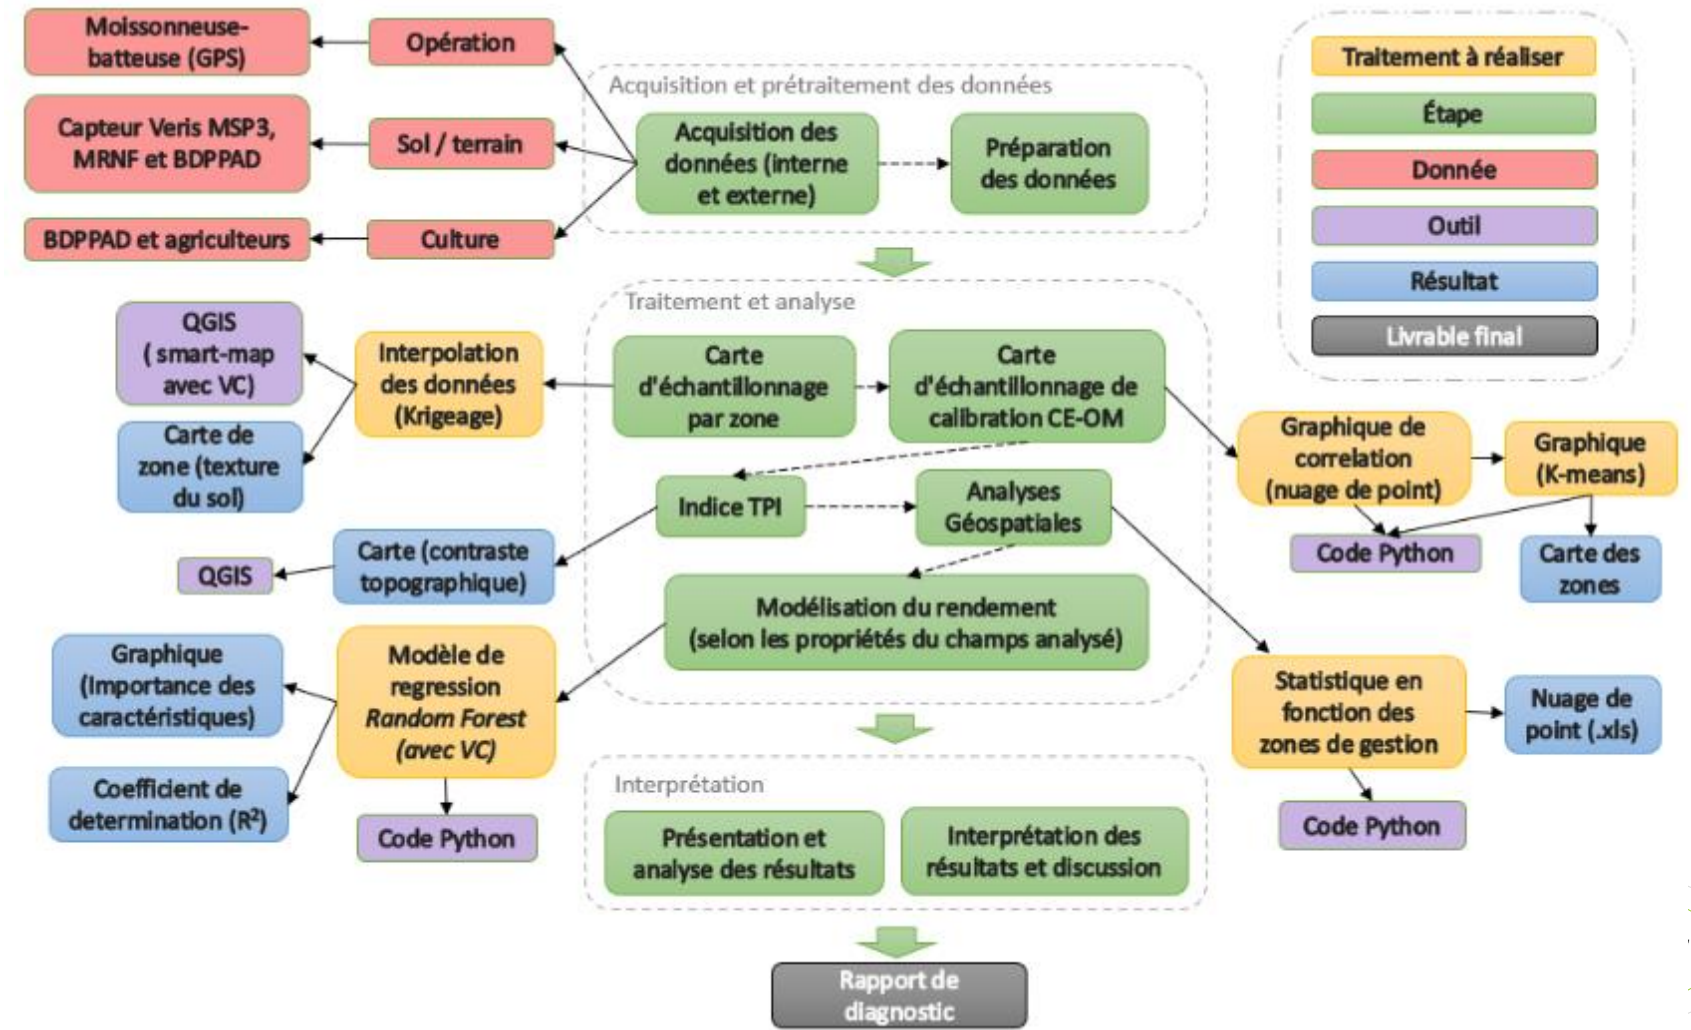 Moissonneuse-
batteuse (GPS)
Opération
Capteur Veris MSP3,
MRNF et BDPPAD
Sol / terrain
BDPPAD et agriculteurs
Culture
Acquisition et prétraitement des données
Acquisition des
données (interne
et externe)
Préparation
des données
Traitement à réaliser
Étape
Donnée
Outil
Résultat
Livrable final
Traitement et analyse
QGIS
( smart-map
avec VC)
Interpolation
des données
(Krigeage)
Carte de
zone (texture
du sol)
Carte
d'échantillonnage
par zone
Carte
d'échantillonnage de
calibration CE-OM
Graphique de
correlation
(nuage de point)
Graphique
(K-means)
Code Python
Carte des
zones
Indice TPI
Analyses
Géospatiales
QGIS
Carte (contraste
topographique)
Modélisation du rendement
(selon les propriétés du champs analysé)
Graphique
(Importance des
caractéristiques)
Modèle de
regression
Random Forest
(avec VC)
Coefficient de
determination (R²)
Code Python
Statistique en
fonction des
zones de gestion
Nuage de
point (.xls)
Code Python
Interprétation
Présentation et
analyse des résultats
Interprétation des
résultats et discussion
Rapport de
diagnostic